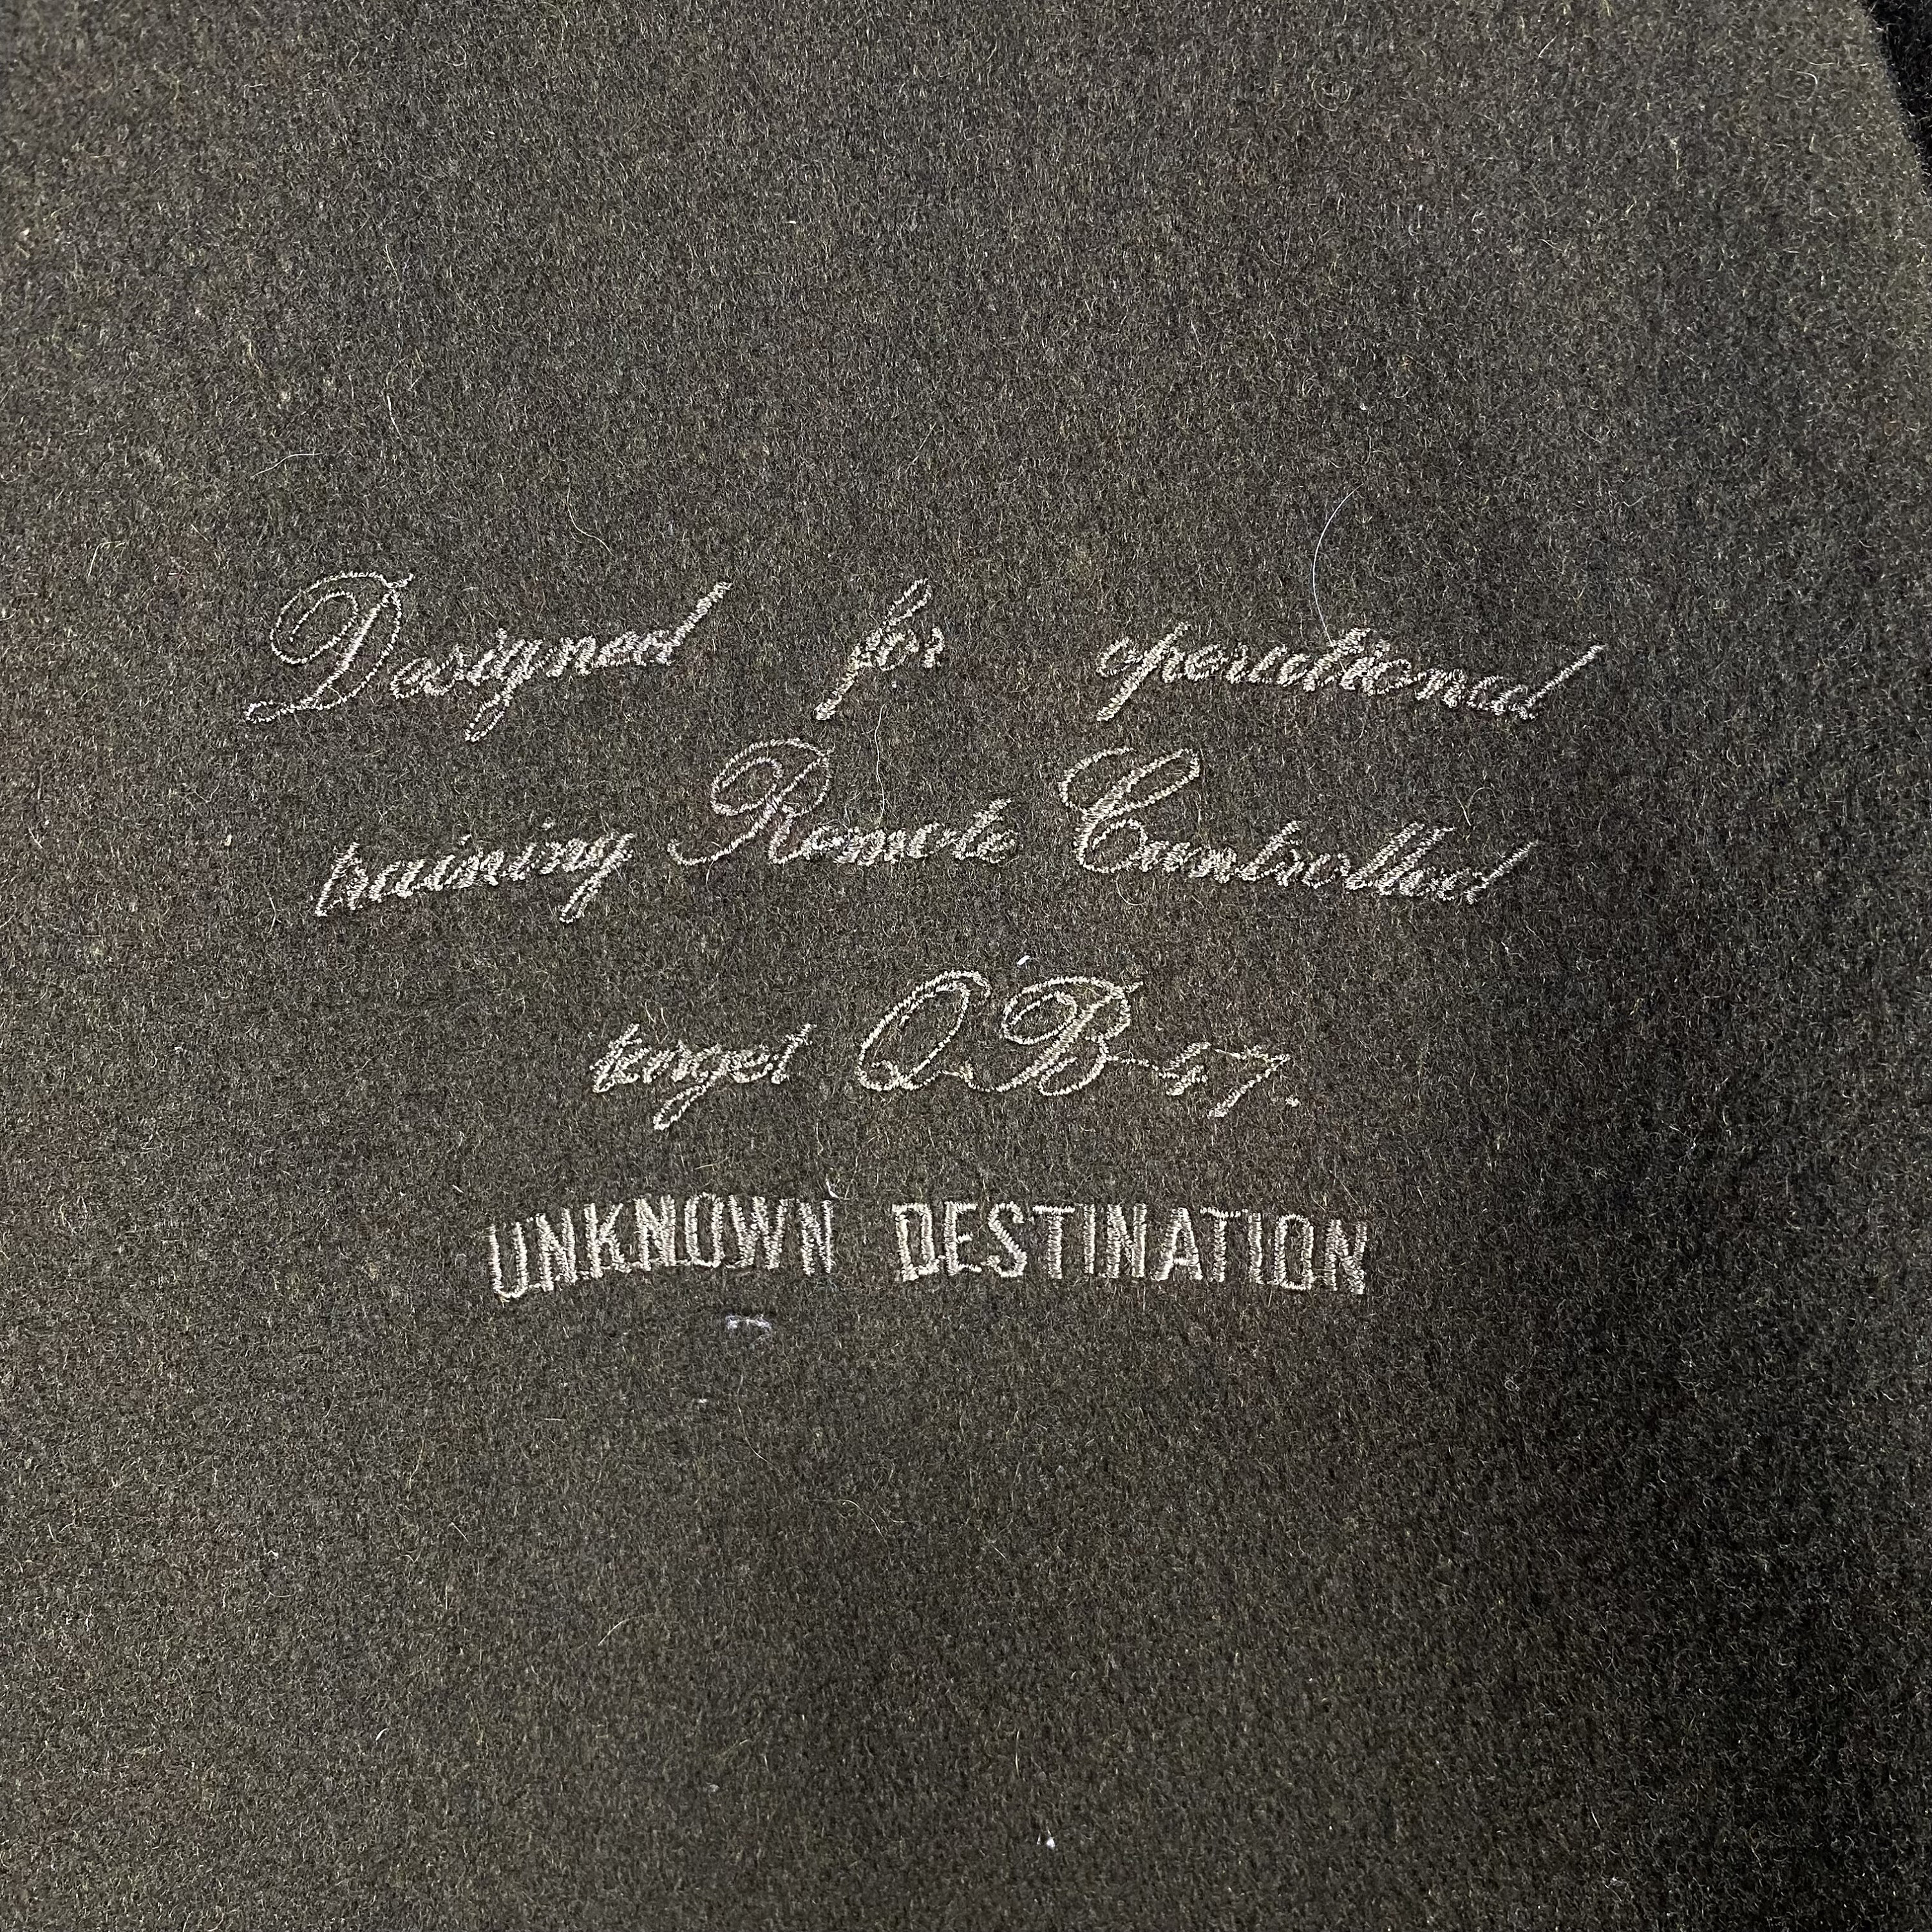 Designed for operational
training Remote Controlled
target QB-47.
UNKNOWN DESTINATION